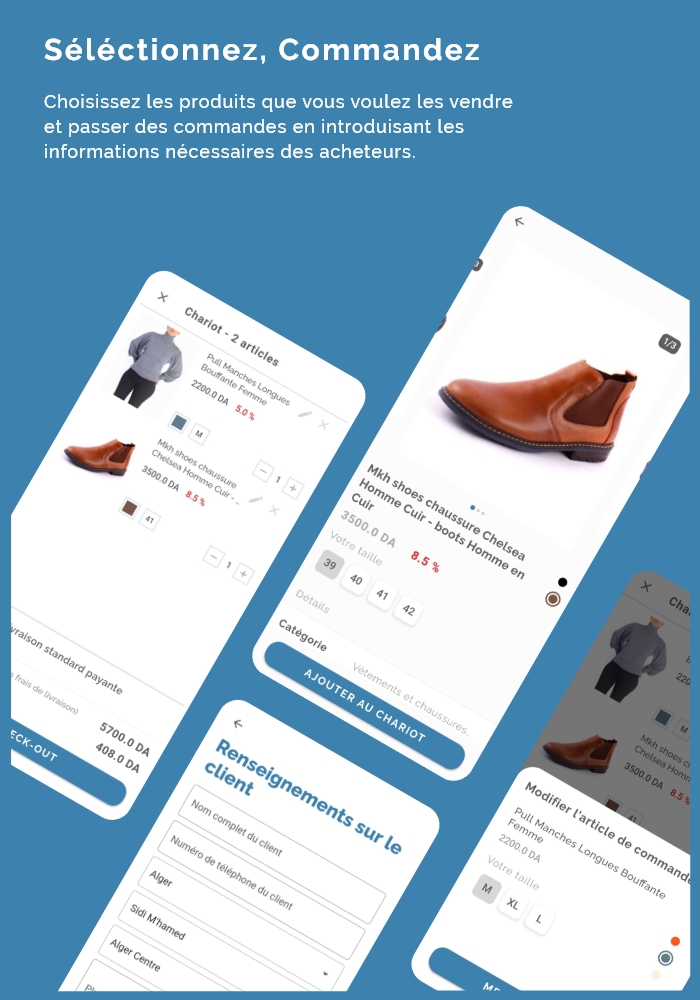 Séléctionnez, Commandez
Choisissez les produits que vous voulez les vendre
et passer des commandes en introduisant les
informations nécessaires des acheteurs.
Chariot - 2 articles
Pull Manches Longues
Bouffante Femme
2200.0 DA 5.0 %
M
1
Mkh shoes chaussure
Chelsea Homme Cuir - ..
3500.0 DA 8.5 %
41
1
vraison standard payante
s frais de livraison)
5700.0 DA
408.0 DA
ECK-OUT
1/3
Mkh shoes chaussure Chelsea
Homme Cuir - boots Homme en
Cuir
3500.0 DA 8.5 %
Votre taille
39 40 41 42
Détails
Catégorie
Vêtements et chaussures.
AJOUTER AU CHARIOT
Renseignements sur le
client
Nom complet du client
Numéro de téléphone du client
Alger
Sidi M'hamed
Alger Centre
Cha
220
M
Mkh s
Chelsea Hom
3500.0 DA 8.5 %
41
Modifier l'article de commande
Pull Manches Longues Bouffante
Femme
2200.0 DA
Votre taille
M XL L